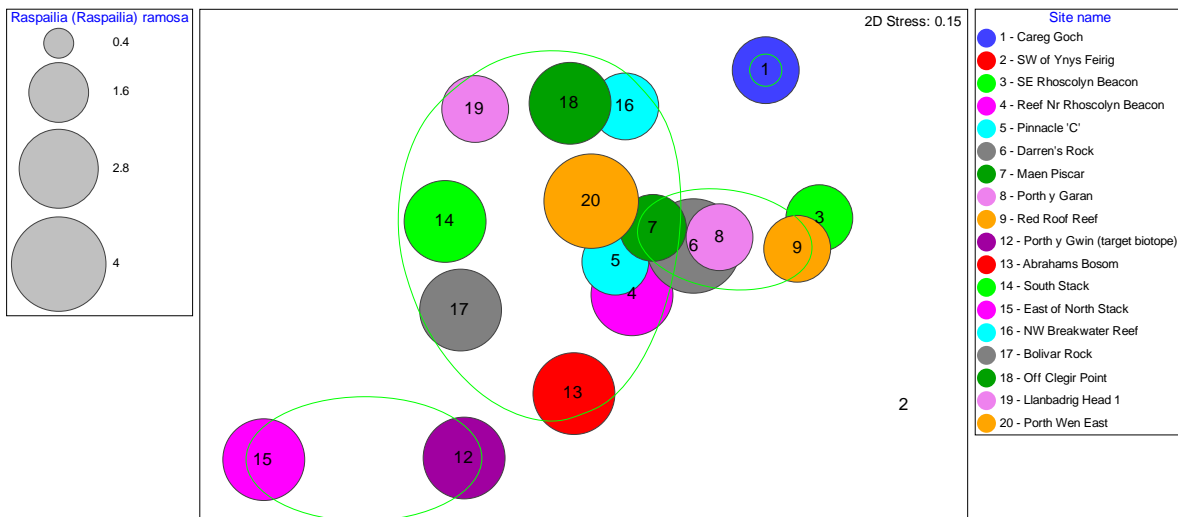 Raspailia (Raspailia) ramosa
0.4
1.6
2.8
4
2D Stress: 0.15
1
19
18
16
20
14
7
6
8
3
9
5
4
17
13
2
15
12
Site name
1 - Careg Goch
2 - SW of Ynys Feirig
3 - SE Rhoscolyn Beacon
4 - Reef Nr Rhoscolyn Beacon
5 - Pinnacle 'C'
6 - Darren's Rock
7 - Maen Piscar
8 - Porth y Garan
9 - Red Roof Reef
12 - Porth y Gwin (target biotope)
13 - Abrahams Bosom
14 - South Stack
15 - East of North Stack
16 - NW Breakwater Reef
17 - Bolivar Rock
18 - Off Clegir Point
19 - Llanbadrig Head 1
20 - Porth Wen East